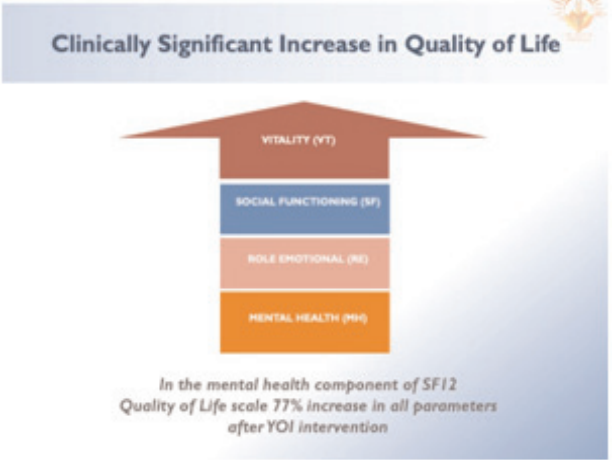 Clinically Significant Increase in Quality of Life
VITALITY (VT)
SOCIAL FUNCTIONING (SF)
ROLE EMOTIONAL (RE)
MENTAL HEALTH (MH)
In the mental health component of SF12
Quality of Life scale 77% increase in all parameters
after YOI intervention